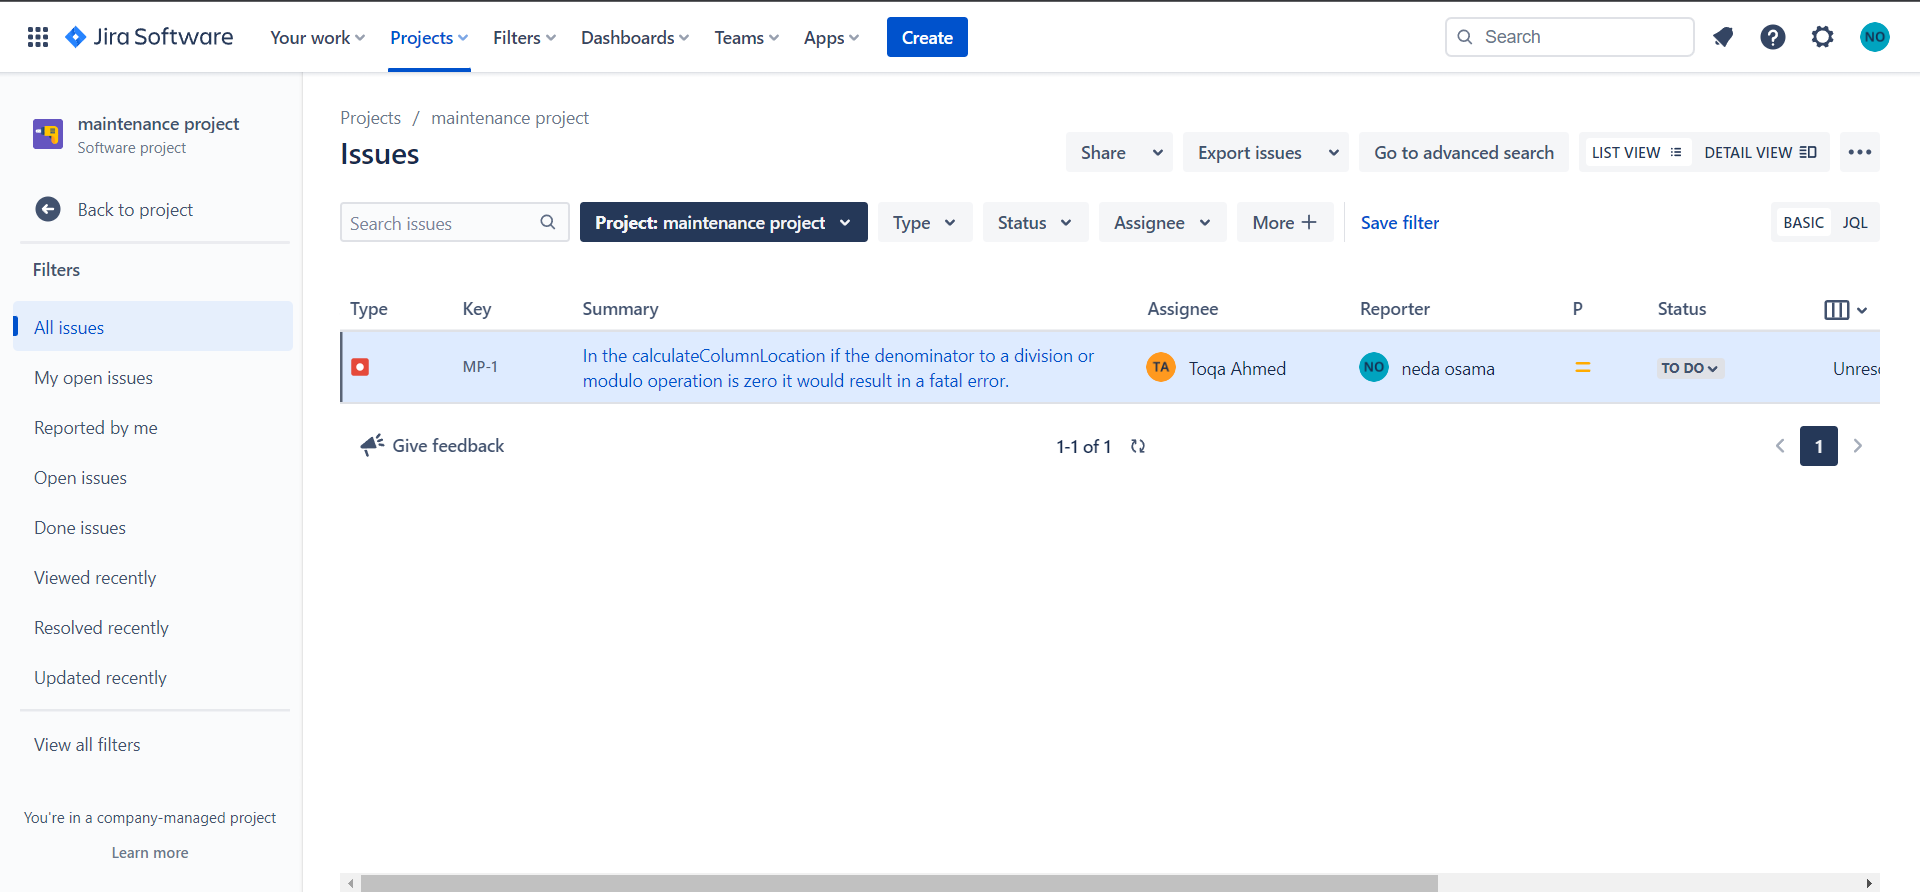 Jira Software
Your work
Projects
Filters
Dashboards
Teams
Apps
Create
Search
NO
maintenance project
Software project
Back to project
Filters
All issues
My open issues
Reported by me
Open issues
Done issues
Viewed recently
Resolved recently
Updated recently
View all filters
You're in a company-managed project
Learn more
Projects / maintenance project
Issues
Share
Export issues
Go to advanced search
LIST VIEW
DETAIL VIEW
Search issues
Project: maintenance project
Type
Status
Assignee
More
Save filter
BASIC
JQL
Type Key Summary Assignee Reporter P Status
MP-1
In the calculateColumnLocation if the denominator to a division or
modulo operation is zero it would result in a fatal error.
TA
Toqa Ahmed
NO
neda osama
TO DO
Unres
Give feedback
1-1 of 1
1